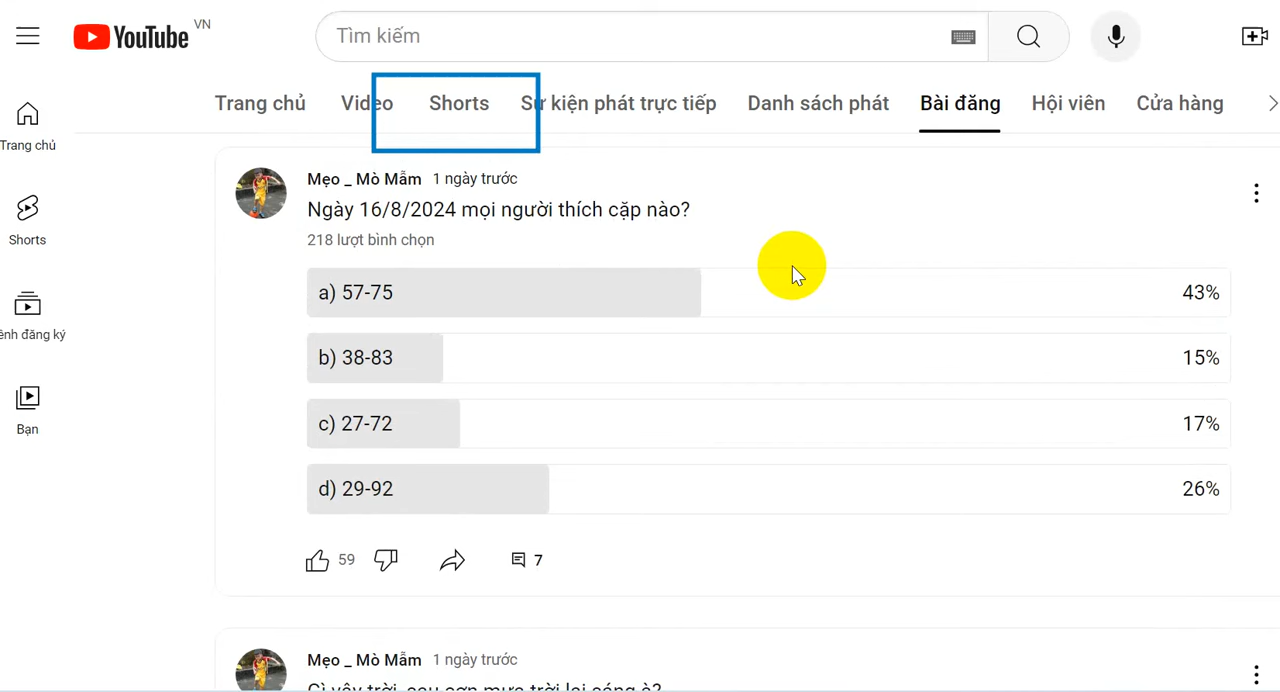 YouTube VN
Tìm kiếm
Trang chủ Video Shorts Sự kiện phát trực tiếp Danh sách phát Bài đăng Hội viên Cửa hàng
Trang chủ
Shorts
ênh đăng ký
Bạn
Mẹo _ Mò Mẫm 1 ngày trước
Ngày 16/8/2024 mọi người thích cặp nào?
218 lượt bình chọn
a) 57-75 43%
b) 38-83 15%
c) 27-72 17%
d) 29-92 26%
59 7
Mẹo _ Mò Mẫm 1 ngày trước